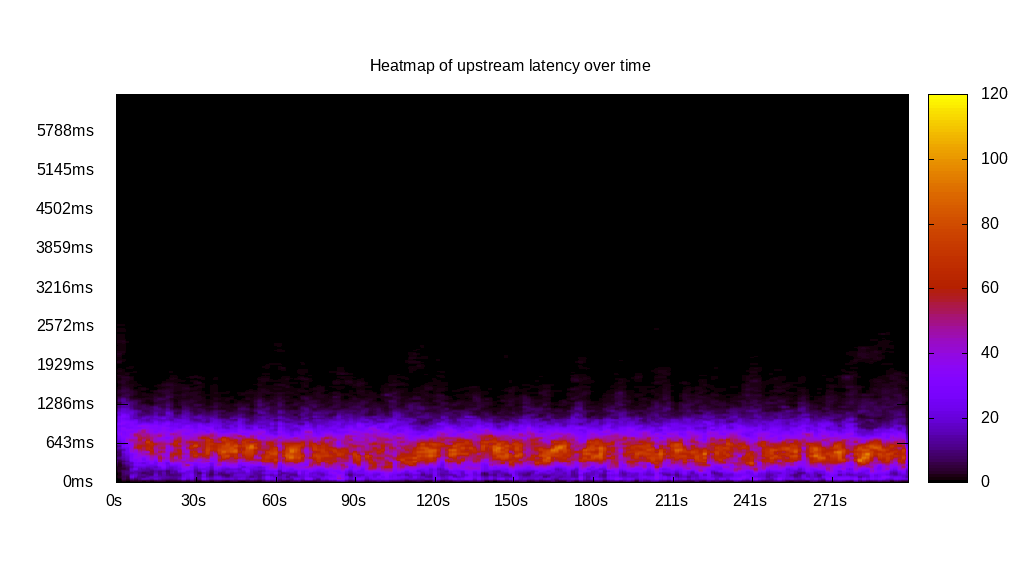 Heatmap of upstream latency over time
5788ms
5145ms
4502ms
3859ms
3216ms
2572ms
1929ms
1286ms
643ms
0ms
0s 30s 60s 90s 120s 150s 180s 211s 241s 271s
120
100
80
60
40
20
0